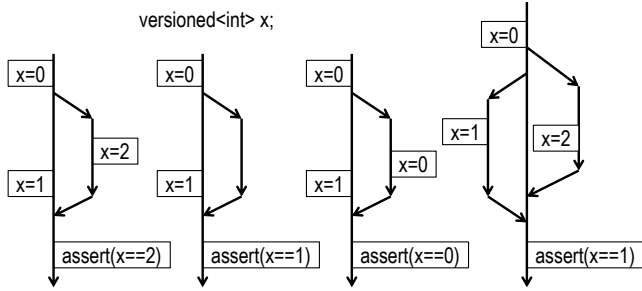 versioned<int> x;
x=0
x=2
x=1
assert(x==2)
x=0
x=1
assert(x==1)
x=0
x=0
x=1
assert(x==0)
x=0
x=1
x=2
assert(x==1)